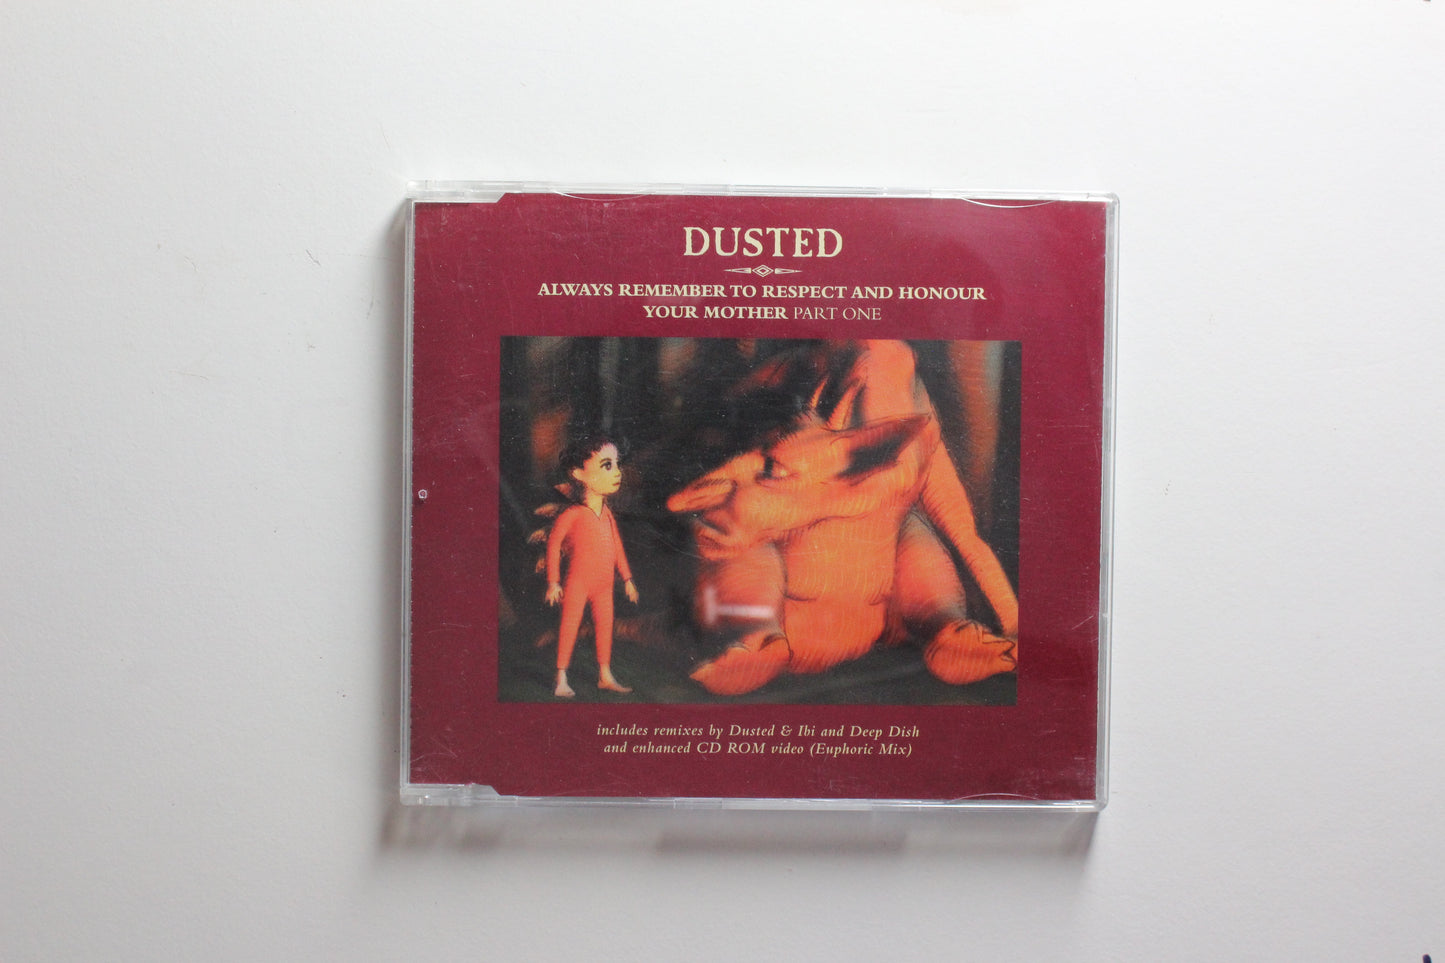 DUSTED
ALWAYS REMEMBER TO RESPECT AND HONOUR
YOUR MOTHER PART ONE
includes remixes by Dusted & Ibi and Deep Dish
and enhanced CD ROM video (Euphoric Mix)